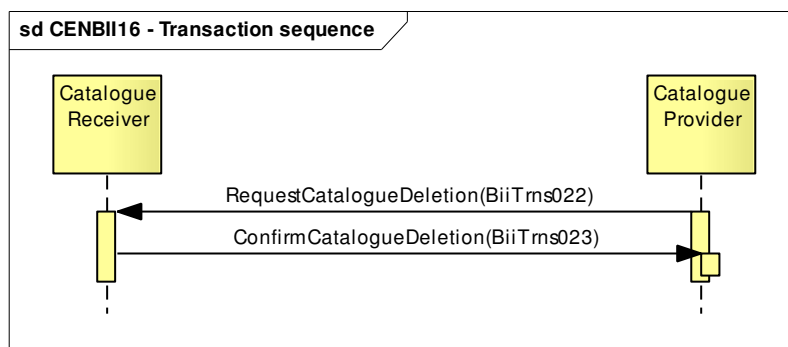 sd CENBII16 - Transaction sequence
Catalogue
Receiver
Catalogue
Provider
RequestCatalogueDeletion(BiiTrns022)
ConfirmCatalogueDeletion(BiiTrns023)